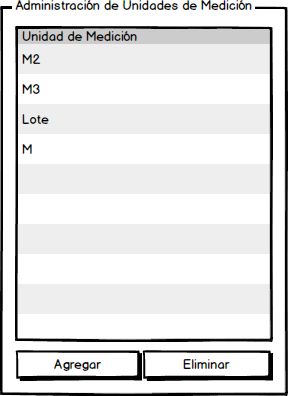 Administración de Unidades de Medición
Unidad de Medición
M2
M3
Lote
M
Agregar
Eliminar